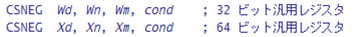 CSNEG Wd, Wn, Wm, cond ; 32 ビット汎用レジスタ
CSNEG Xd, Xn, Xm, cond ; 64 ビット汎用レジスタ